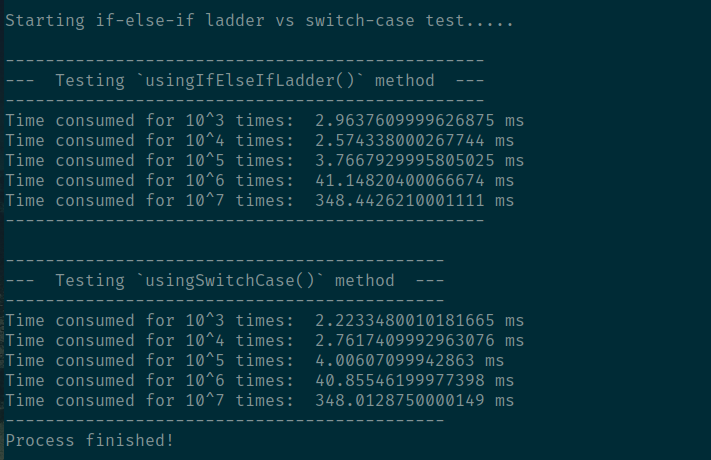 Starting if-else-if ladder vs switch-case test.....
------------------------------------------------
---  Testing `usingIfElseIfLadder()` method  ---
------------------------------------------------
Time consumed for 10^3 times:  2.9637609999626875 ms
Time consumed for 10^4 times:  2.574338000267744 ms
Time consumed for 10^5 times:  3.7667929995805025 ms
Time consumed for 10^6 times:  41.14820400066674 ms
Time consumed for 10^7 times:  348.4426210001111 ms
------------------------------------------------
--------------------------------------------
---  Testing `usingSwitchCase()` method  ---
--------------------------------------------
Time consumed for 10^3 times:  2.2233480010181665 ms
Time consumed for 10^4 times:  2.7617409992963076 ms
Time consumed for 10^5 times:  4.00607099942863 ms
Time consumed for 10^6 times:  40.85546199977398 ms
Time consumed for 10^7 times:  348.0128750000149 ms
--------------------------------------------
Process finished!